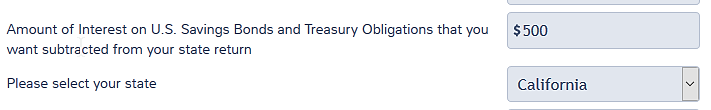 Amount of Interest on U.S. Savings Bonds and Treasury Obligations that you
want subtracted from your state return
$500
Please select your state
California